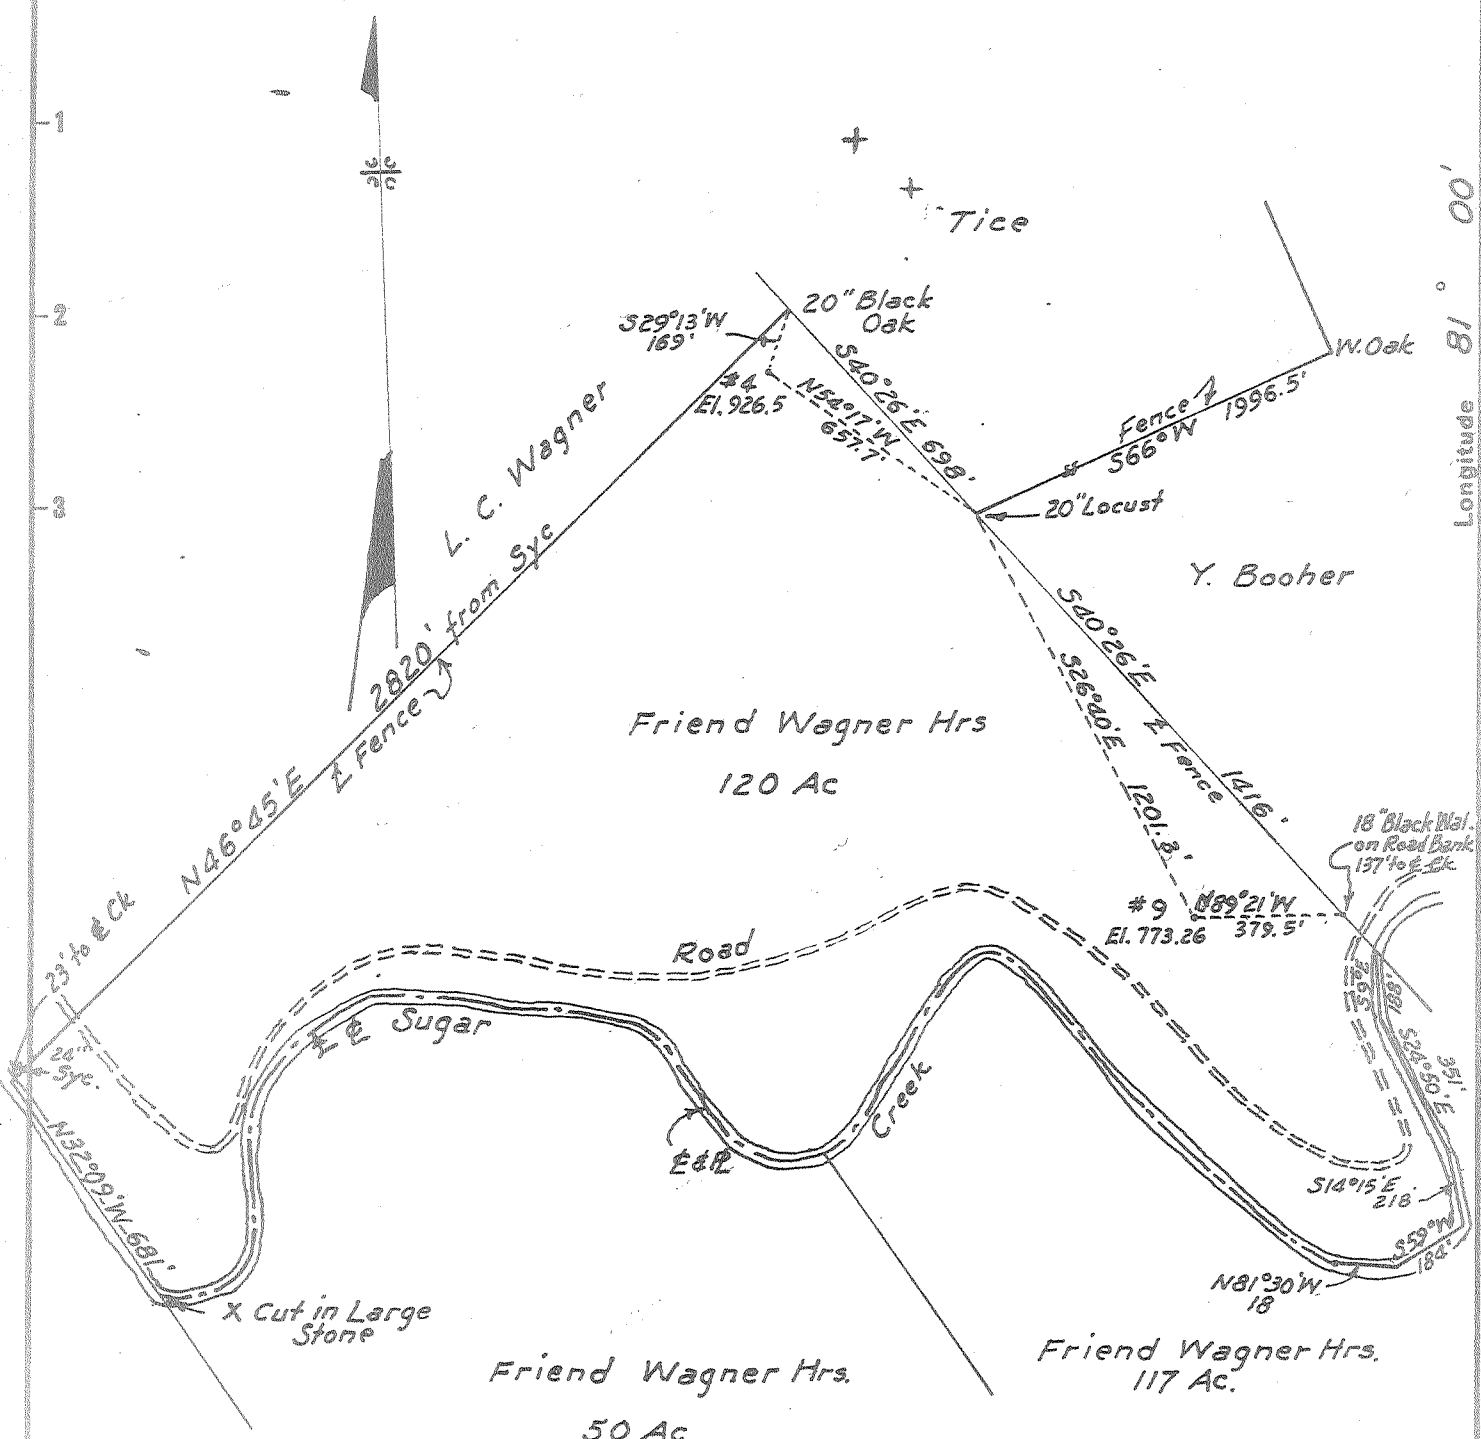 -1
-2
-3
Tice
Longitude 81° 00'
S29°13'W
169'
20" Black
Oak
#4
El. 926.5
N54°17'W
657.7'
S40°26'E 698'
W. Oak
Fence
S66°W 1996.5'
20" Locust
Y. Booher
L. C. Wagner
2820' from Syc
₵ Fence
N46°45'E
Friend Wagner Hrs
120 Ac
S40°26'E 1416'
₵ Fence
S26°40'E 1201.3'
18" Black Wal.
on Road Bank
137' to ₵ Ck
#9
El. 773.26
N89°21'W
379.5'
23' to ₵ Ck
Road
24"
Syc.
Sugar
Creek
S9°E
188'
S24°50'E
351'
S14°15'E
218
S59°W
184'
N81°30'W
18
N32°09'W-681'
X Cut in Large
Stone
Friend Wagner Hrs.
50 Ac
Friend Wagner Hrs.
117 Ac.